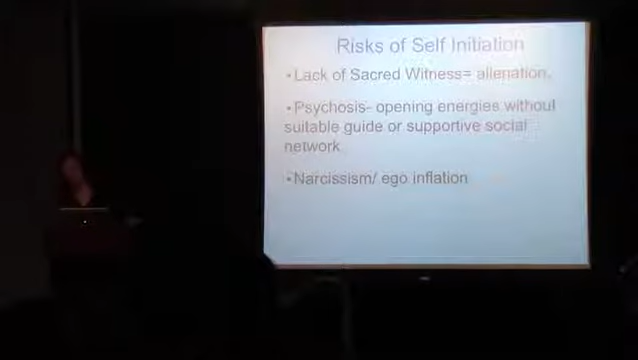 Risks of Self Initiation
•Lack of Sacred Witness= alienation.
•Psychosis- opening energies without
suitable guide or supportive social
network
•Narcissism/ ego inflation